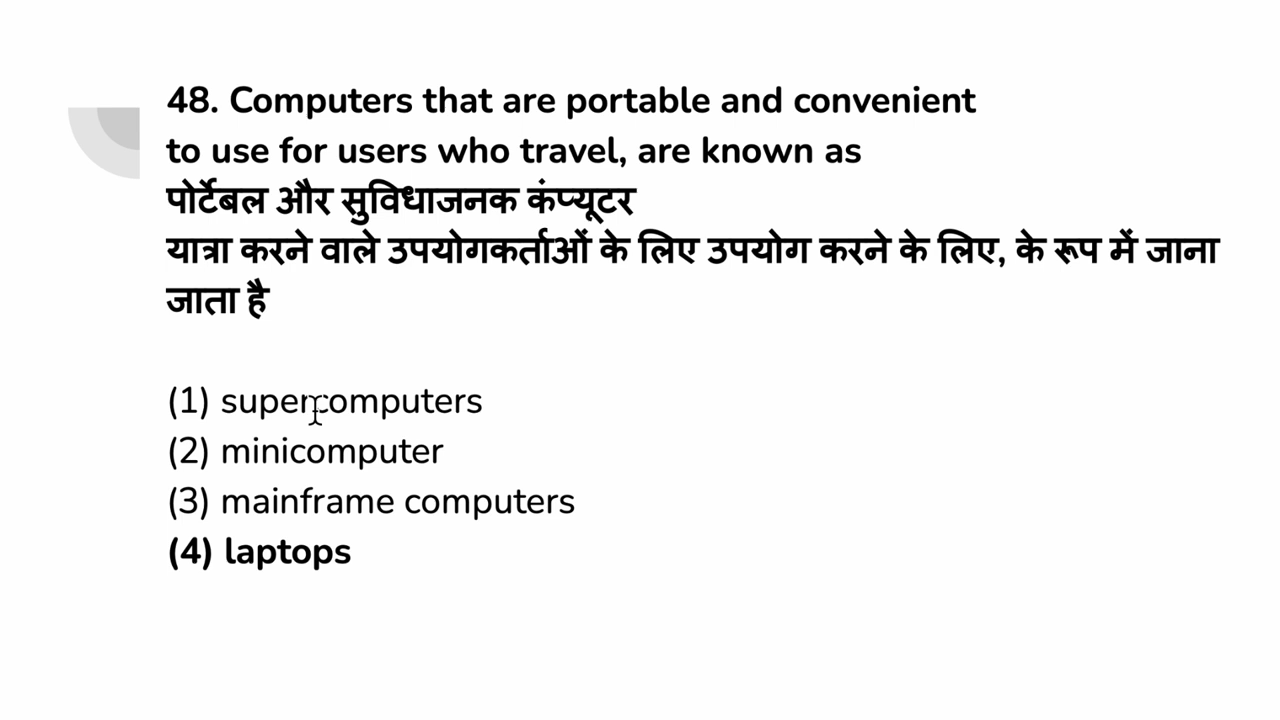 48. Computers that are portable and convenient
to use for users who travel, are known as
पोर्टेबल और सुविधाजनक कंप्यूटर
यात्रा करने वाले उपयोगकर्ताओं के लिए उपयोग करने के लिए, के रूप में जाना
जाता है
(1) supercomputers
(2) minicomputer
(3) mainframe computers
(4) laptops